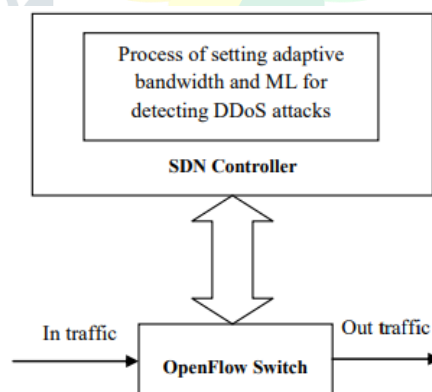 Process of setting adaptive
bandwidth and ML for
detecting DDoS attacks
SDN Controller
In traffic
Out traffic
OpenFlow Switch